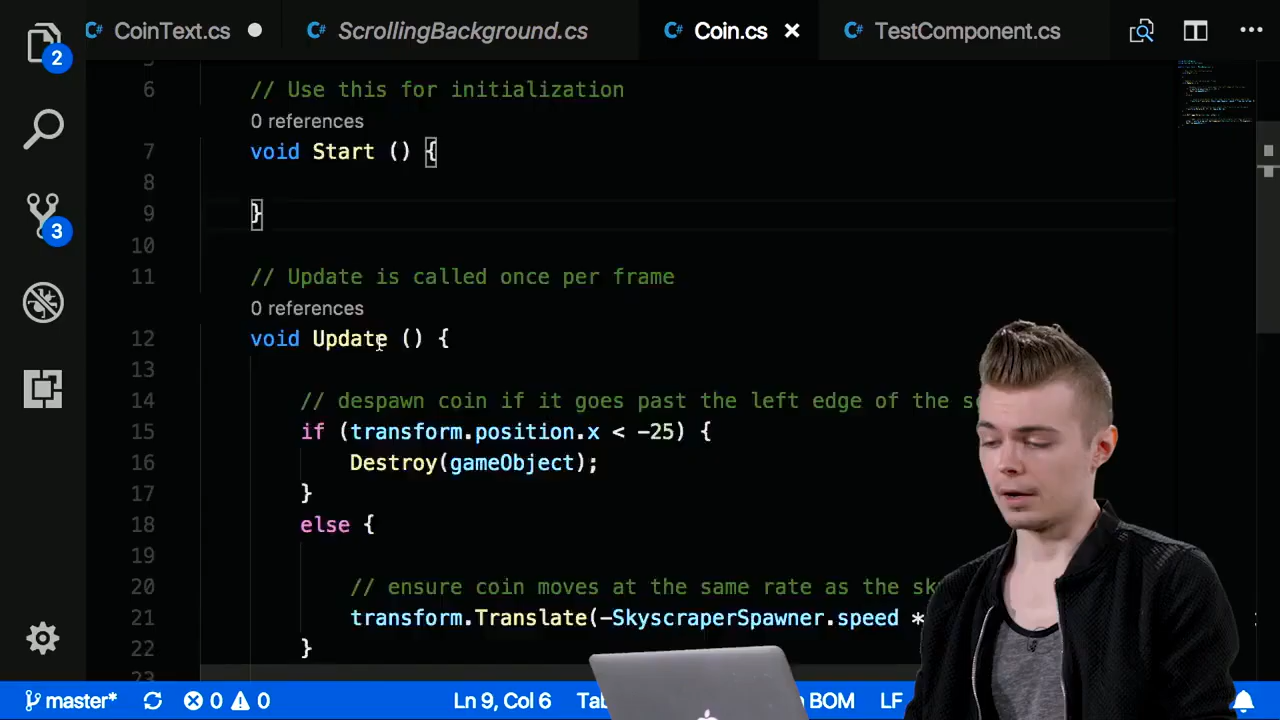 CoinText.cs
ScrollingBackground.cs
Coin.cs
TestComponent.cs
2
3
6 // Use this for initialization
0 references
7 void Start () {
8
9 }
10
11 // Update is called once per frame
0 references
12 void Update () {
13
14 // despawn coin if it goes past the left edge of the
15 if (transform.position.x < -25) {
16 Destroy(gameObject);
17 }
18 else {
19
20 // ensure coin moves at the same rate as the
21 transform.Translate(-SkyscraperSpawner.speed *
22 }
master* 0 0 Ln 9, Col 6 BOM LF